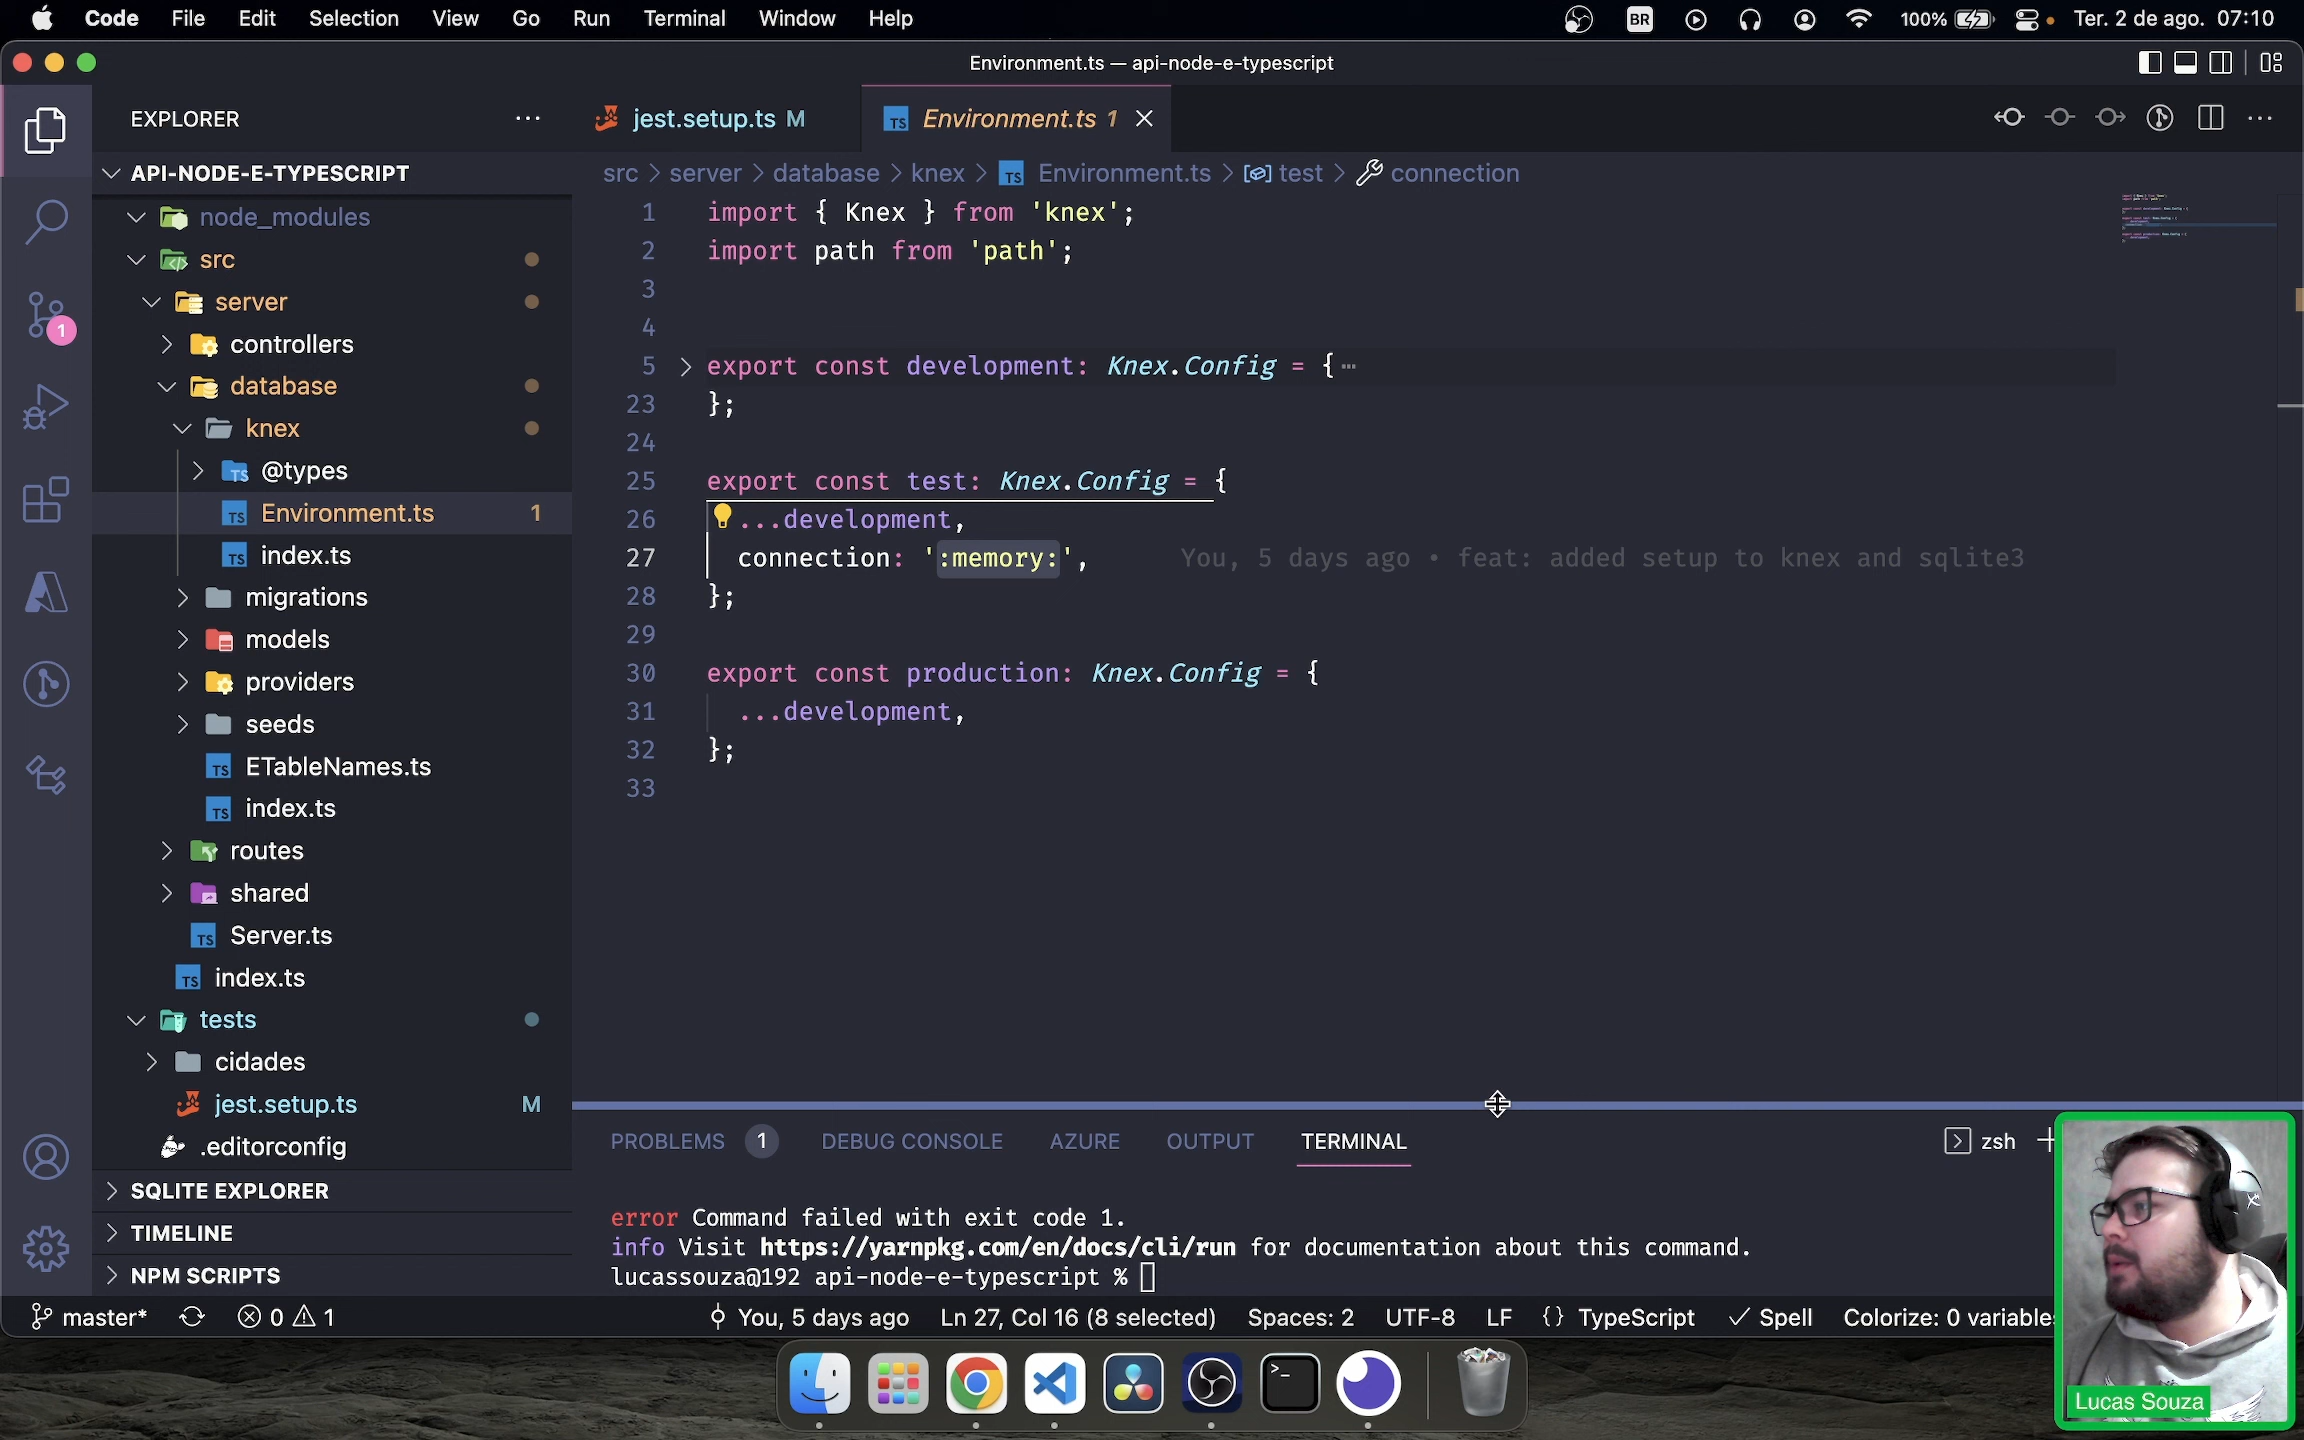 Code File Edit Selection View Go Run Terminal Window Help
BR 100% Ter. 2 de ago. 07:10
Environment.ts — api-node-e-typescript
EXPLORER
API-NODE-E-TYPESCRIPT
node_modules
src
server
controllers
database
knex
@types
Environment.ts 1
index.ts
migrations
models
providers
seeds
ETableNames.ts
index.ts
routes
shared
Server.ts
index.ts
tests
cidades
jest.setup.ts M
.editorconfig
SQLITE EXPLORER
TIMELINE
NPM SCRIPTS
1
jest.setup.ts M
Environment.ts 1
src > server > database > knex > Environment.ts > test > connection
1 import { Knex } from 'knex';
2 import path from 'path';
3
4
5 export const development: Knex.Config = {
23 };
24
25 export const test: Knex.Config = {
26 ...development,
27 connection: ':memory:', You, 5 days ago • feat: added setup to knex and sqlite3
28 };
29
30 export const production: Knex.Config = {
31 ...development,
32 };
33
PROBLEMS 1 DEBUG CONSOLE AZURE OUTPUT TERMINAL zsh
error Command failed with exit code 1.
info Visit https://yarnpkg.com/en/docs/cli/run for documentation about this command.
lucassouza@192 api-node-e-typescript %
master* 0 1 You, 5 days ago Ln 27, Col 16 (8 selected) Spaces: 2 UTF-8 LF {} TypeScript Spell Colorize: 0 variables
Lucas Souza